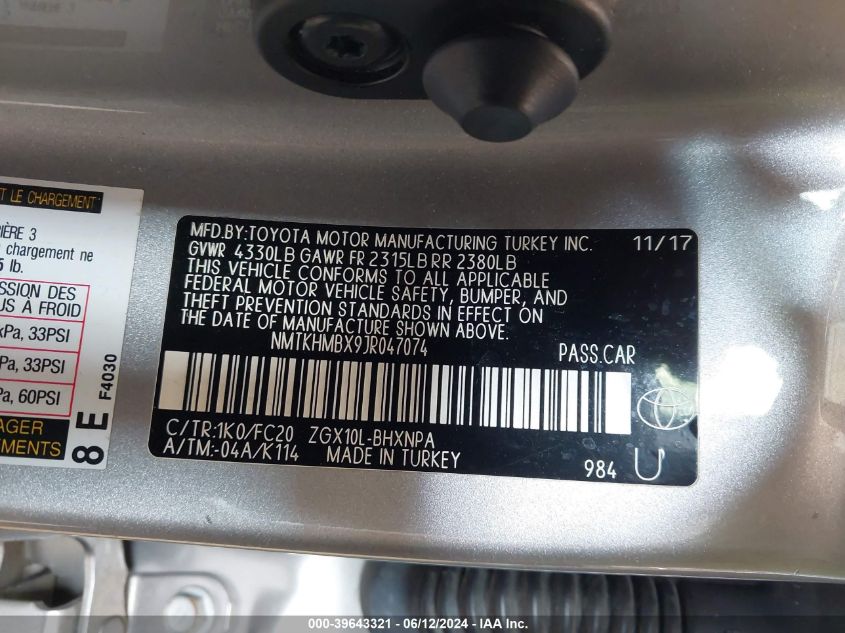 T LE CHARGEMENT
IÈRE 3
chargement ne
5 lb.
SSION DES
US À FROID
kPa, 33PSI
Pa, 33PSI
Pa, 60PSI
AGER
EMENTS
8 E F4030
MFD.BY:TOYOTA MOTOR MANUFACTURING TURKEY INC. 11/17
GVWR 4330LB GAWR FR 2315LB RR 2380LB
THIS VEHICLE CONFORMS TO ALL APPLICABLE
FEDERAL MOTOR VEHICLE SAFETY, BUMPER, AND
THEFT PREVENTION STANDARDS IN EFFECT ON
THE DATE OF MANUFACTURE SHOWN ABOVE.
NMTKHMBX9JR047074 PASS.CAR
C/TR:1K0/FC20 ZGX10L-BHXNPA
A/TM:-04A/K114 MADE IN TURKEY
984 U
000-39643321 - 06/12/2024 - IAA Inc.